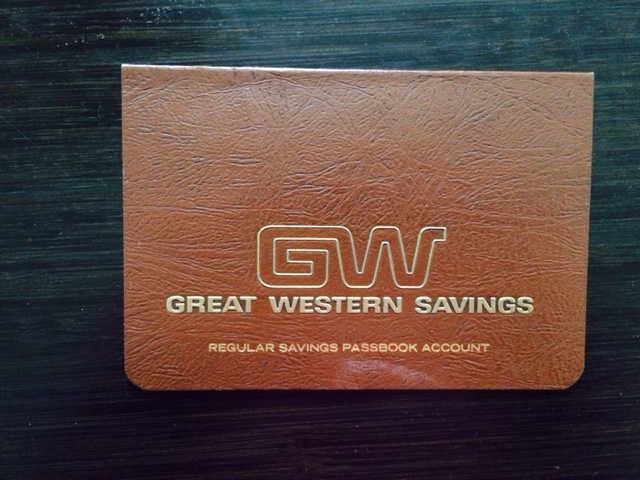 GW
GREAT WESTERN SAVINGS
REGULAR SAVINGS PASSBOOK ACCOUNT